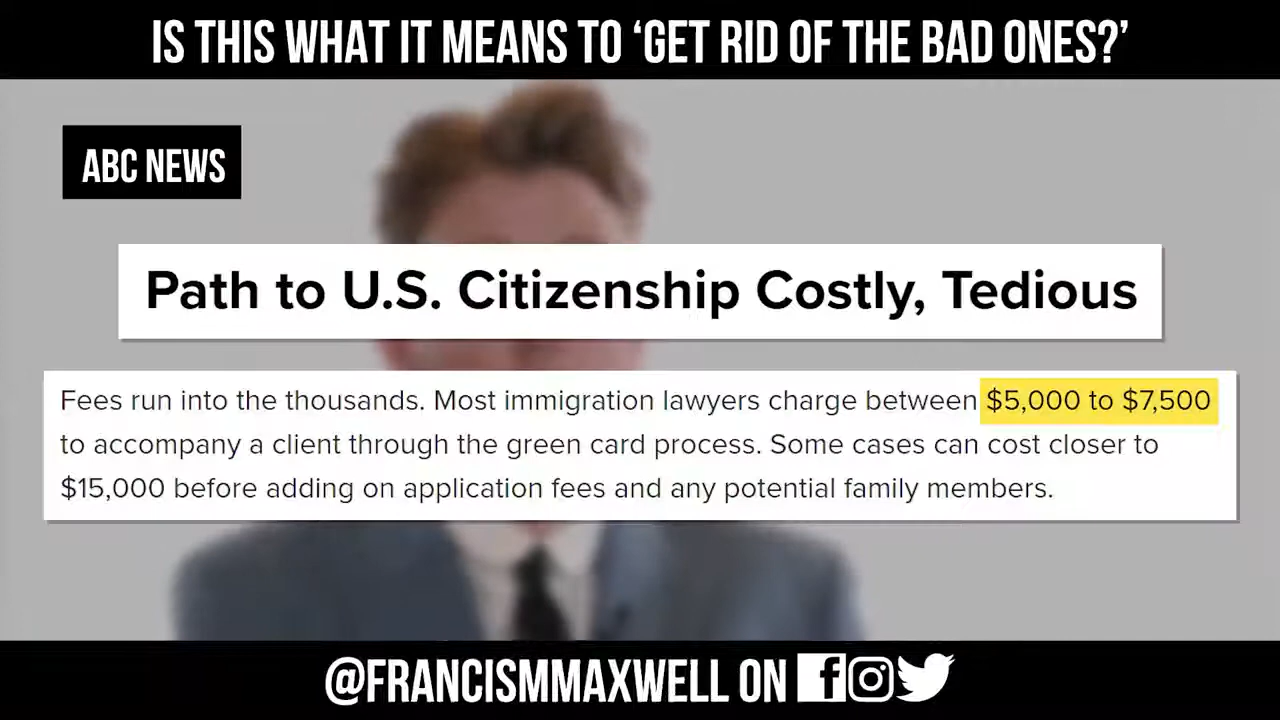 IS THIS WHAT IT MEANS TO ‘GET RID OF THE BAD ONES?’
ABC NEWS
Path to U.S. Citizenship Costly, Tedious
Fees run into the thousands. Most immigration lawyers charge between $5,000 to $7,500
to accompany a client through the green card process. Some cases can cost closer to
$15,000 before adding on application fees and any potential family members.
@FRANCISMMAXWELL ON